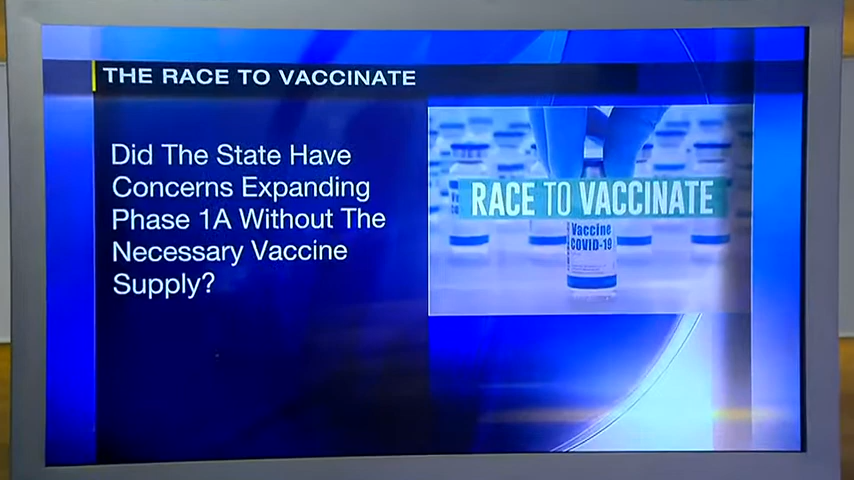 THE RACE TO VACCINATE
Did The State Have
Concerns Expanding
Phase 1A Without The
Necessary Vaccine
Supply?
RACE TO VACCINATE
Vaccine
COVID-19